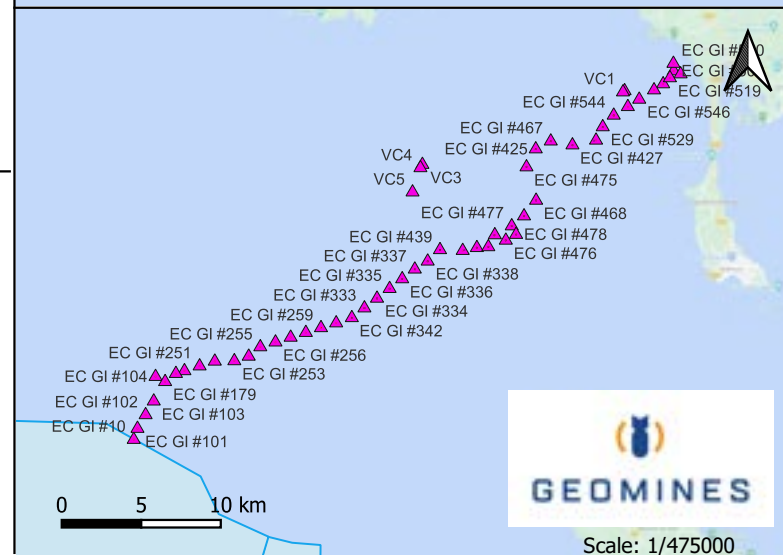 EC GI
VC1
EC GI #519
EC GI #544
EC GI #546
EC GI #467
EC GI #529
EC GI #425
EC GI #427
VC4
VC3
EC GI #475
VC5
EC GI #477
EC GI #468
EC GI #439
EC GI #478
EC GI #476
EC GI #337
EC GI #338
EC GI #335
EC GI #336
EC GI #333
EC GI #334
EC GI #259
EC GI #342
EC GI #255
EC GI #256
EC GI #251
EC GI #253
EC GI #104
EC GI #179
EC GI #102
EC GI #103
EC GI #10
EC GI #101
0 5 10 km
GEOMINES
Scale: 1/475000